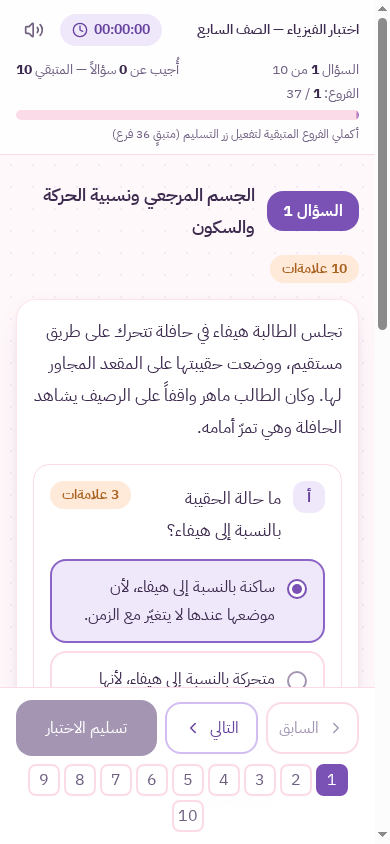 اختبار الفيزياء — الصف السابع
00:00:00
السؤال 1 من 10
أُجيب عن 0 سؤالاً — المتبقي 10
الفروع: 1 / 37
أكملي الفروع المتبقية لتفعيل زر التسليم (متبقٍ 36 فرع)
السؤال 1
الجسم المرجعي ونسبية الحركة
والسكون
10 علامةات
تجلس الطالبة هيفاء في حافلة تتحرك على طريق
مستقيم، ووضعت حقيبتها على المقعد المجاور
لها. وكان الطالب ماهر واقفاً على الرصيف يشاهد
الحافلة وهي تمرّ أمامه.
أ
ما حالة الحقيبة
بالنسبة إلى هيفاء؟
3 علامةات
ساكنة بالنسبة إلى هيفاء، لأن
موضعها عندها لا يتغيّر مع الزمن.
متحركة بالنسبة إلى هيفاء، لأنها
السابق
التالي
تسليم الاختبار
1 2 3 4 5 6 7 8 9
10